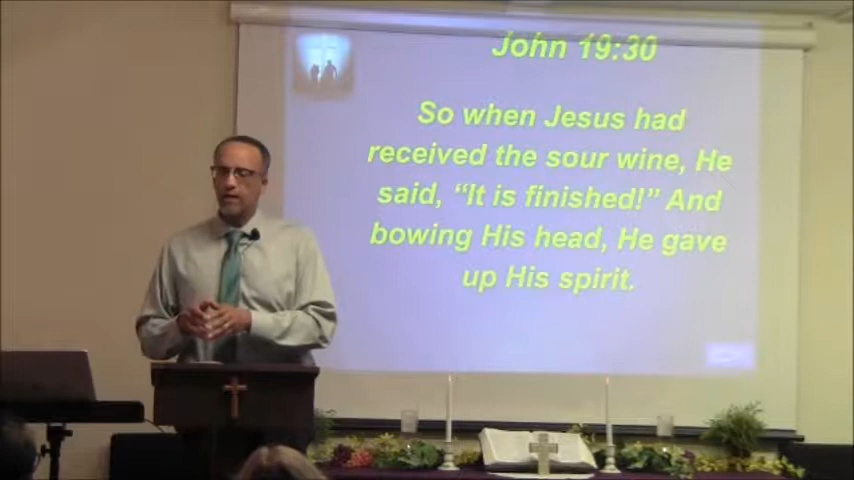 John 19:30
So when Jesus had
received the sour wine, He
said, “It is finished!” And
bowing His head, He gave
up His spirit.